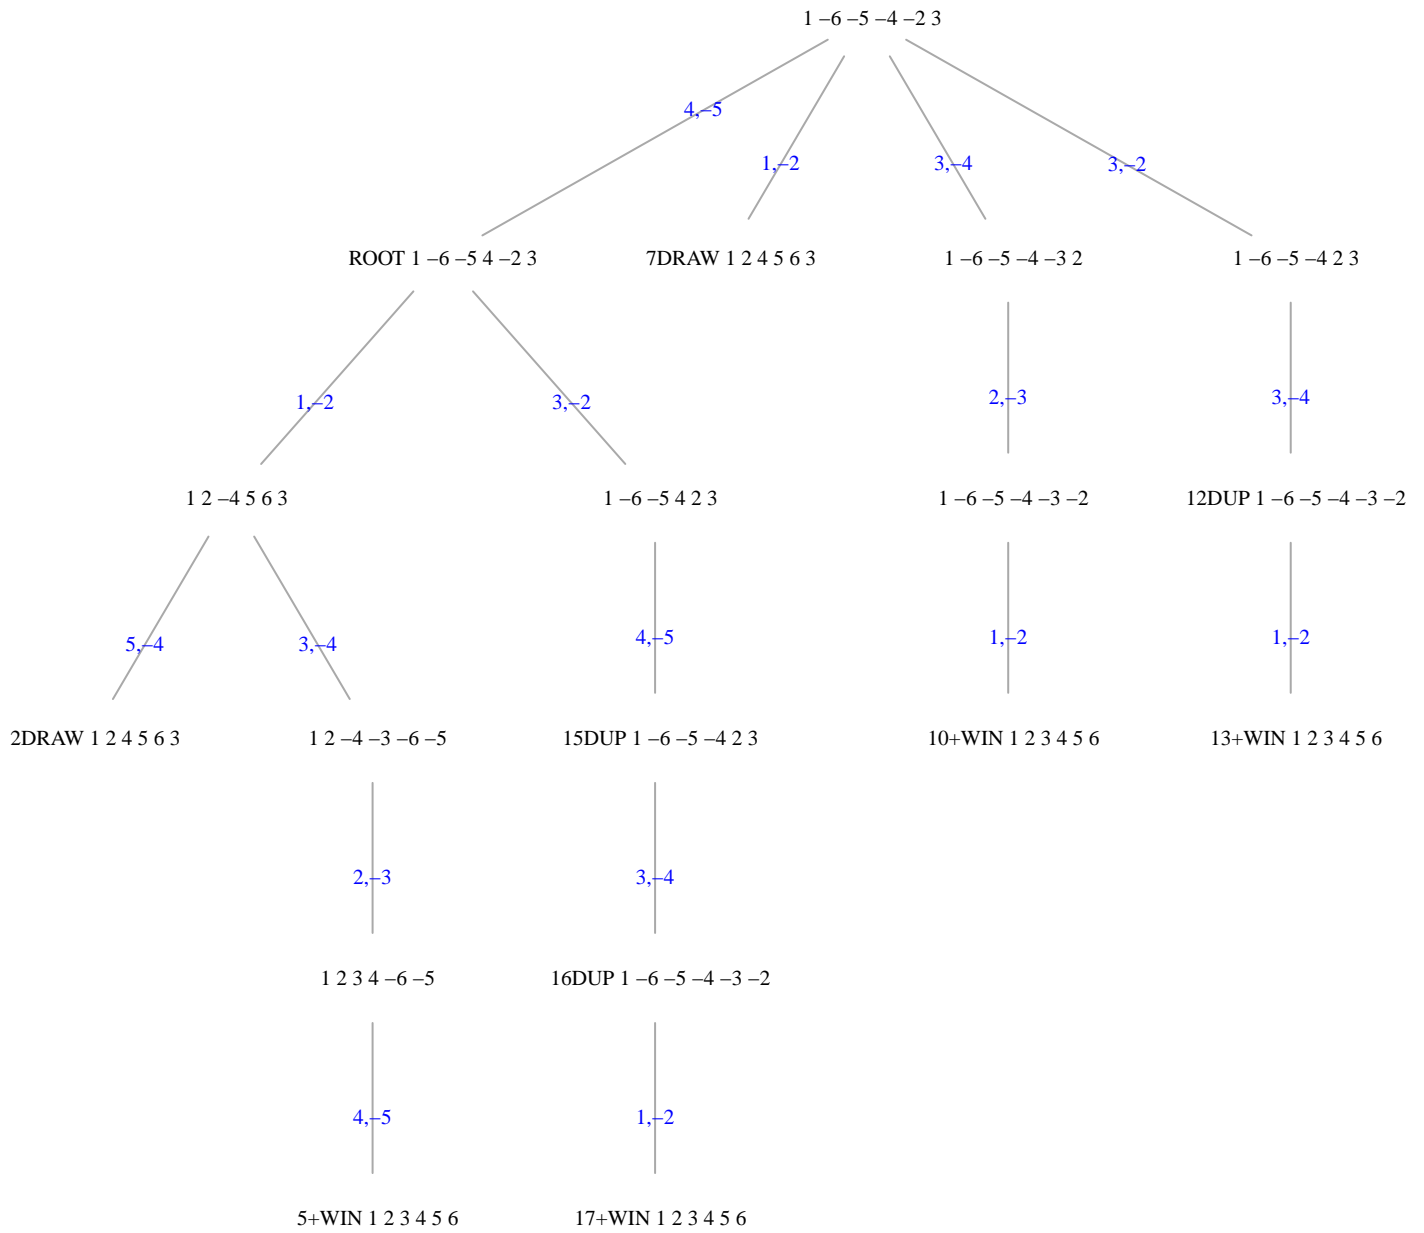 1 –6 –5 –4 –2 3
4,–5
1,–2
3,–4
3,–2
ROOT 1 –6 –5 4 –2 3
7DRAW 1 2 4 5 6 3
1 –6 –5 –4 –3 2
1 –6 –5 –4 2 3
1,–2
3,–2
2,–3
3,–4
1 2 –4 5 6 3
1 –6 –5 4 2 3
1 –6 –5 –4 –3 –2
12DUP 1 –6 –5 –4 –3 –2
5,–4
3,–4
4,–5
1,–2
1,–2
2DRAW 1 2 4 5 6 3
1 2 –4 –3 –6 –5
15DUP 1 –6 –5 –4 2 3
10+WIN 1 2 3 4 5 6
13+WIN 1 2 3 4 5 6
2,–3
3,–4
1 2 3 4 –6 –5
16DUP 1 –6 –5 –4 –3 –2
4,–5
1,–2
5+WIN 1 2 3 4 5 6
17+WIN 1 2 3 4 5 6